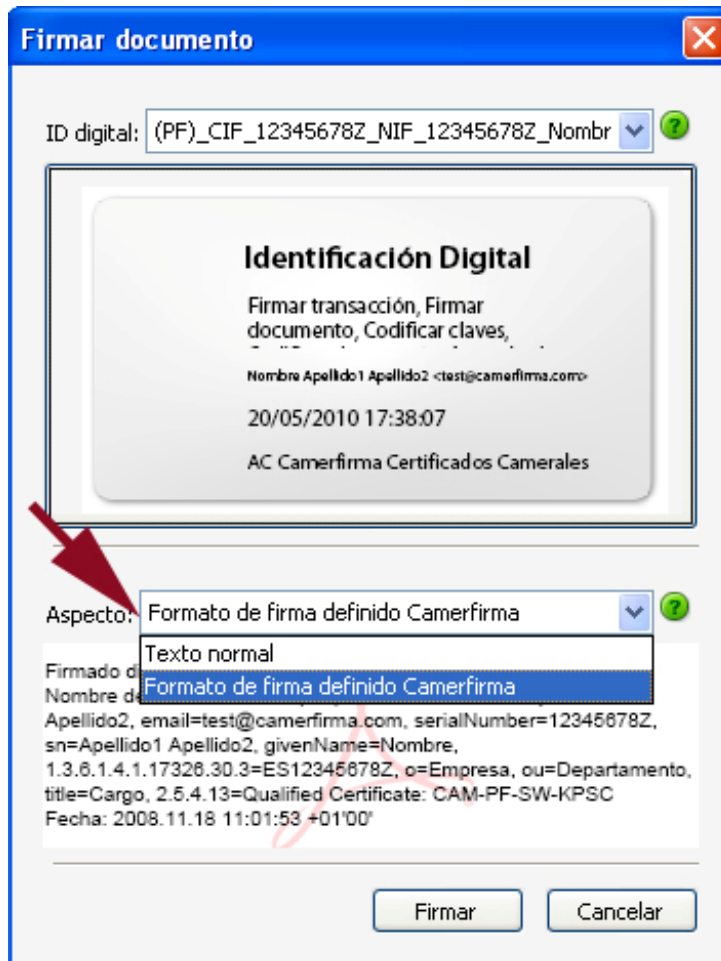 Firmar documento
ID digital: (PF)_CIF_12345678Z_NIF_12345678Z_Nombr
Identificación Digital
Firmar transacción, Firmar
documento, Codificar claves,
Nombre Apellido1 Apellido2 <test@camerfirma.com>
20/05/2010 17:38:07
AC Camerfirma Certificados Camerales
Aspecto: Formato de firma definido Camerfirma
Texto normal
Formato de firma definido Camerfirma
Firmado di
Nombre de
Apellido2, email=test@camerfirma.com, serialNumber=12345678Z,
sn=Apellido1 Apellido2, givenName=Nombre,
1.3.6.1.4.1.17326.30.3=ES12345678Z, o=Empresa, ou=Departamento,
title=Cargo, 2.5.4.13=Qualified Certificate: CAM-PF-SW-KPSC
Fecha: 2008.11.18 11:01:53 +01'00'
Firmar
Cancelar